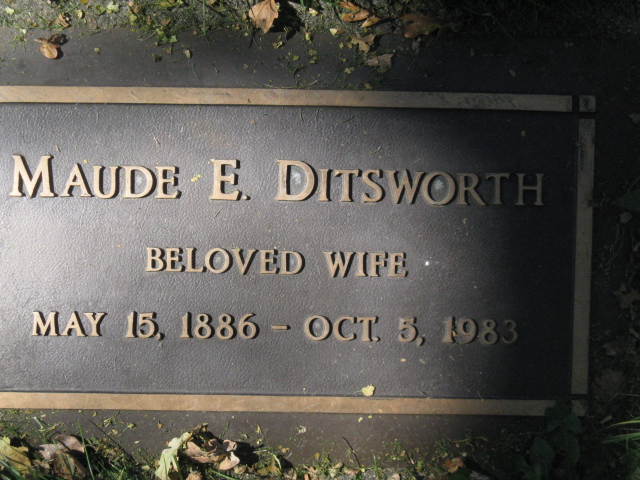 MAUDE E. DITSWORTH
BELOVED WIFE
MAY 15, 1886 – OCT. 5, 1983